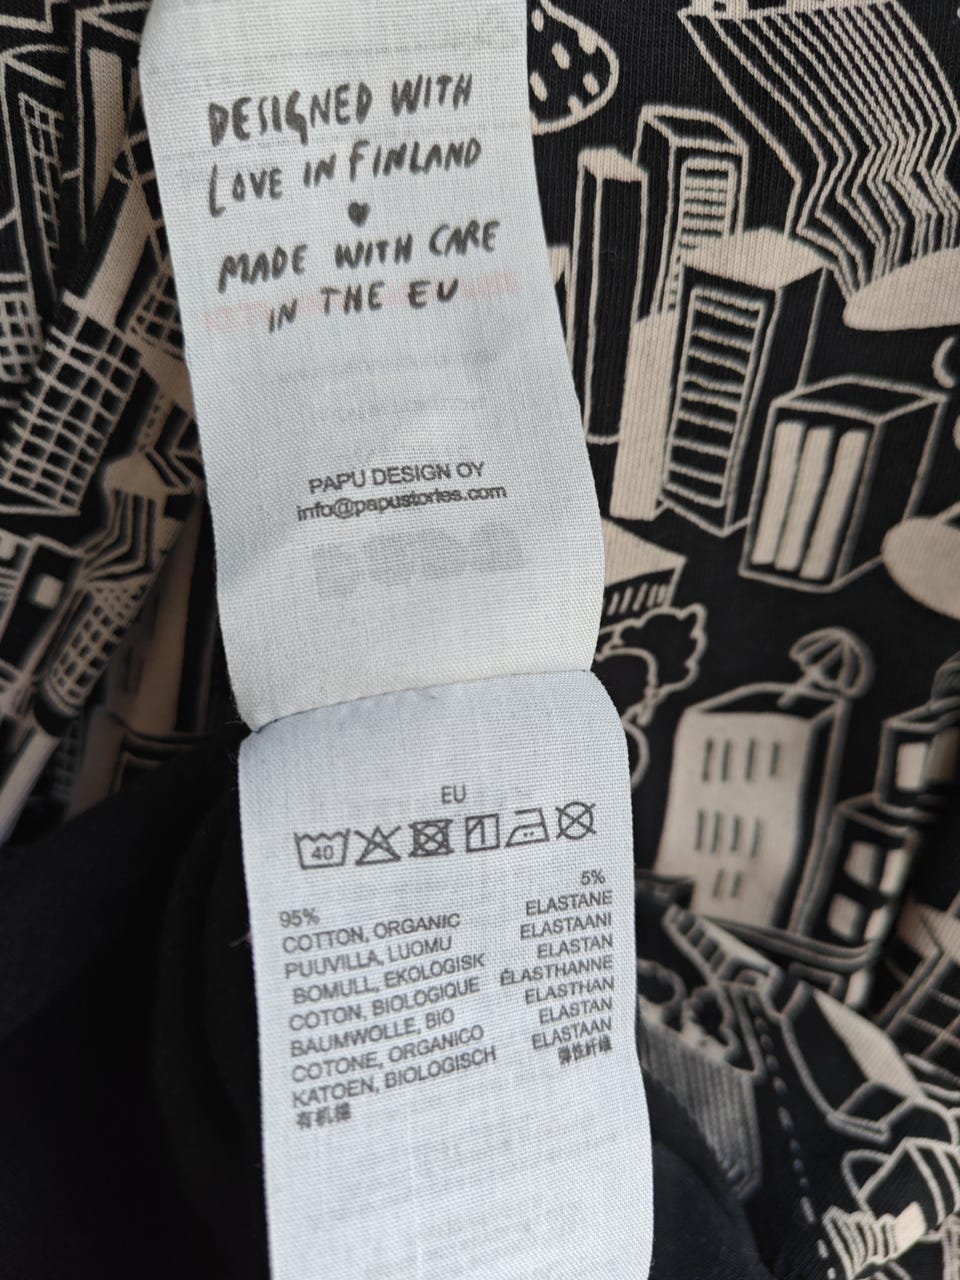 DESIGNED WITH
LOVE IN FINLAND
MADE WITH CARE
IN THE EU
PAPU DESIGN OY
info@papustories.com
EU
40
95%
COTTON, ORGANIC
PUUVILLA, LUOMU
BOMULL, EKOLOGISK
COTON, BIOLOGIQUE
BAUMWOLLE, BIO
COTONE, ORGANICO
KATOEN, BIOLOGISCH
有机棉
5%
ELASTANE
ELASTAANI
ELASTAN
ÉLASTHANNE
ELASTHAN
ELASTAN
ELASTAAN
弹性纤维